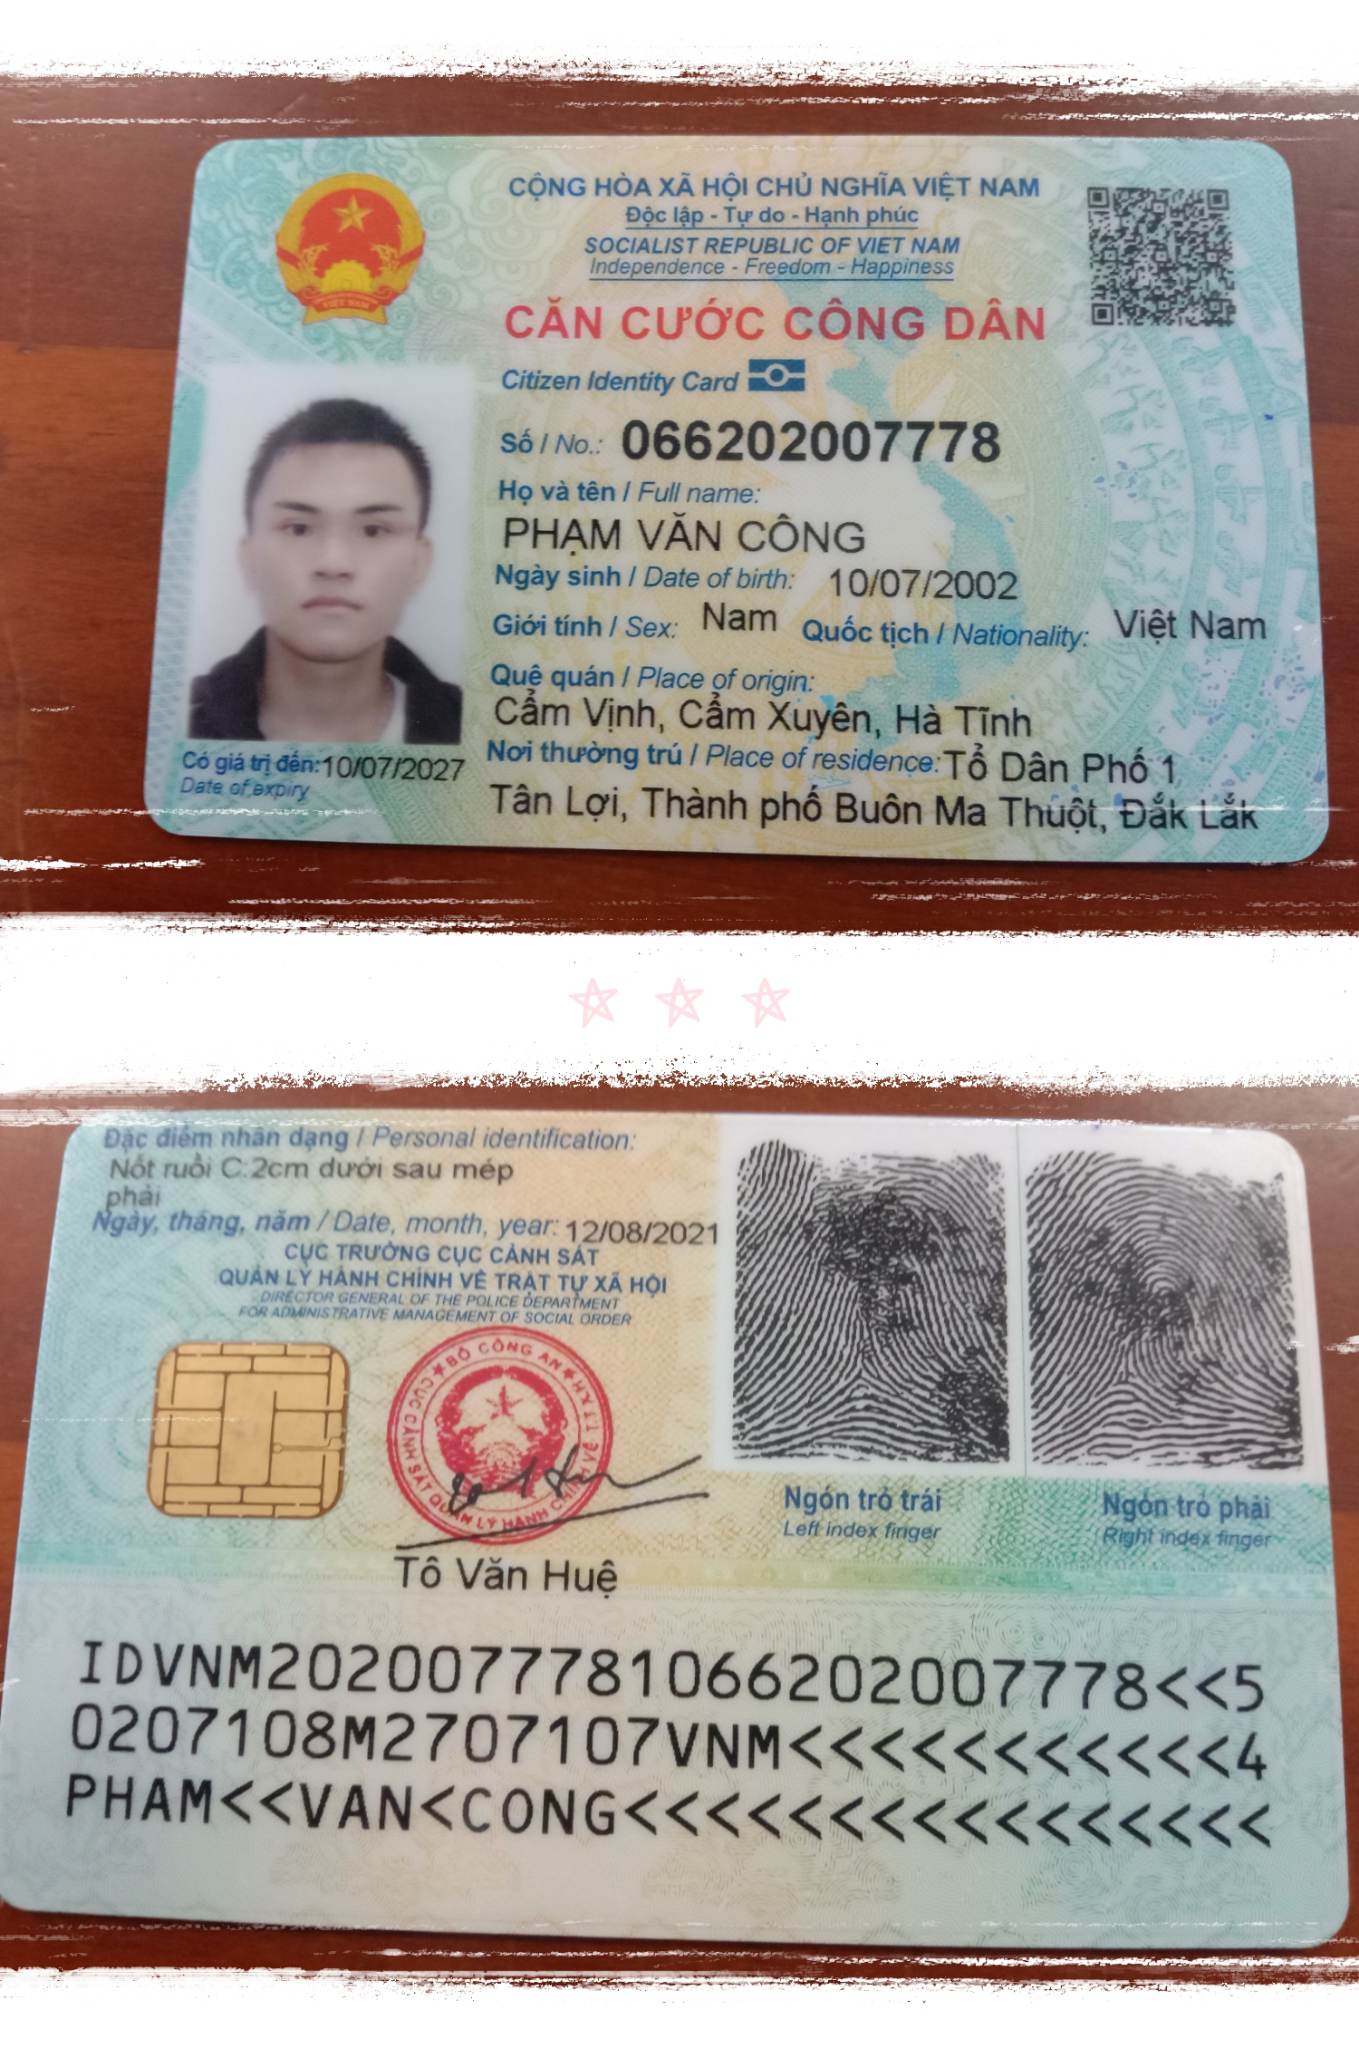 CỘNG HÒA XÃ HỘI CHỦ NGHĨA VIỆT NAM
Độc lập - Tự do - Hạnh phúc
SOCIALIST REPUBLIC OF VIET NAM
Independence - Freedom - Happiness
CĂN CƯỚC CÔNG DÂN
Citizen Identity Card
Số / No.: 066202007778
Họ và tên / Full name:
PHẠM VĂN CÔNG
Ngày sinh / Date of birth: 10/07/2002
Giới tính / Sex: Nam Quốc tịch / Nationality: Việt Nam
Quê quán / Place of origin:
Cẩm Vịnh, Cẩm Xuyên, Hà Tĩnh
Nơi thường trú / Place of residence: Tổ Dân Phố 1
Tân Lợi, Thành phố Buôn Ma Thuột, Đắk Lắk
Có giá trị đến: 10/07/2027
Date of expiry
VIỆT NAM
Đặc điểm nhân dạng / Personal identification:
Nốt ruồi C:2cm dưới sau mép
phải
Ngày, tháng, năm / Date, month, year: 12/08/2021
CỤC TRƯỞNG CỤC CẢNH SÁT
QUẢN LÝ HÀNH CHÍNH VỀ TRẬT TỰ XÃ HỘI
DIRECTOR GENERAL OF THE POLICE DEPARTMENT
FOR ADMINISTRATIVE MANAGEMENT OF SOCIAL ORDER
BỘ CÔNG AN
CỤC CẢNH SÁT QUẢN LÝ HÀNH CHÍNH VỀ TTXH
Tô Văn Huệ
Ngón trỏ trái
Left index finger
Ngón trỏ phải
Right index finger
IDVNM2020077781066202007778<<5
0207108M2707107VNM<<<<<<<<<<<4
PHAM<<VAN<CONG<<<<<<<<<<<<<<<<